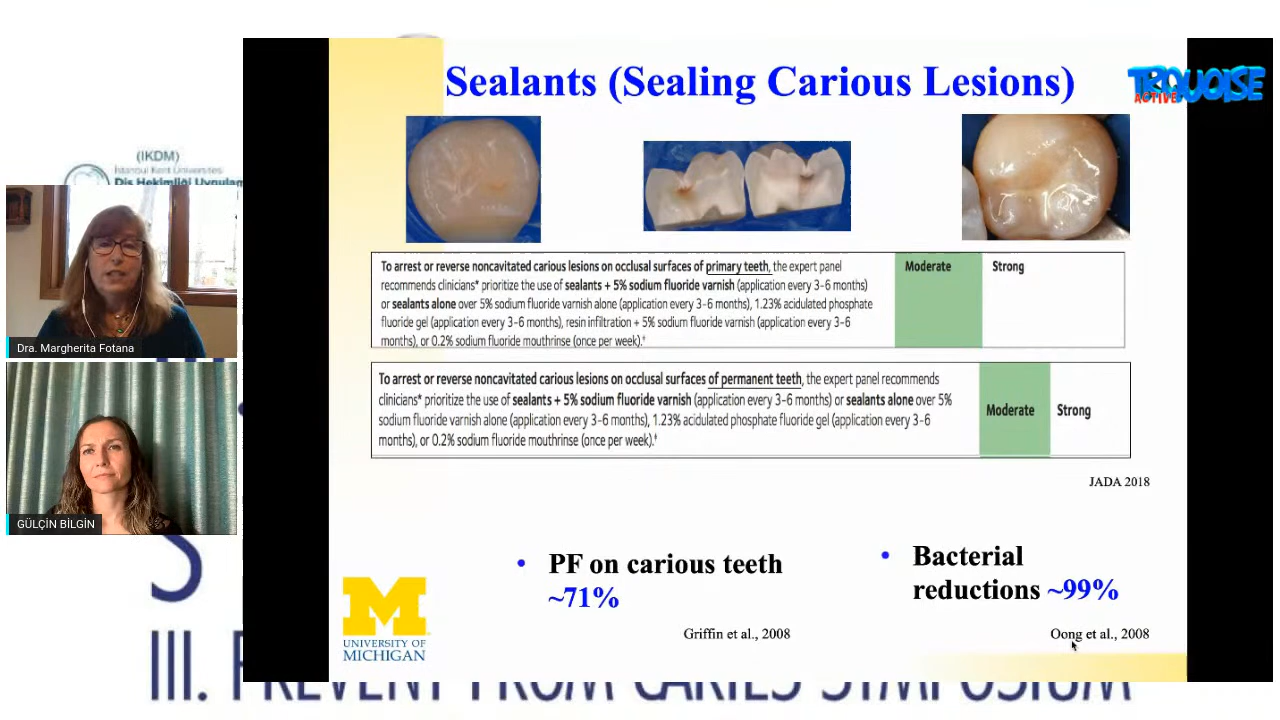 Sealants (Sealing Carious Lesions)
TRQUOISE
ACTIVE
(IKDM)
İstanbul Kent Üniversitesi
Diş Hekimliği Uygulam
Dra. Margherita Fotana
GÜLÇİN BİLGİN
To arrest or reverse noncavitated carious lesions on occlusal surfaces of primary teeth, the expert panel
recommends clinicians* prioritize the use of sealants + 5% sodium fluoride varnish (application every 3-6 months)
or sealants alone over 5% sodium fluoride varnish alone (application every 3-6 months), 1.23% acidulated phosphate
fluoride gel (application every 3-6 months), resin infiltration + 5% sodium fluoride varnish (application every 3-6
months), or 0.2% sodium fluoride mouthrinse (once per week).†
Moderate
Strong
To arrest or reverse noncavitated carious lesions on occlusal surfaces of permanent teeth, the expert panel recommends
clinicians* prioritize the use of sealants + 5% sodium fluoride varnish (application every 3-6 months) or sealants alone over 5%
sodium fluoride varnish alone (application every 3-6 months), 1.23% acidulated phosphate fluoride gel (application every 3-6
months), or 0.2% sodium fluoride mouthrinse (once per week).†
Moderate
Strong
JADA 2018
• PF on carious teeth
~71%
Griffin et al., 2008
• Bacterial
reductions ~99%
Oong et al., 2008
M
UNIVERSITY OF
MICHIGAN
S
III. PREVENT FROM CARIES SYMPOSIUM